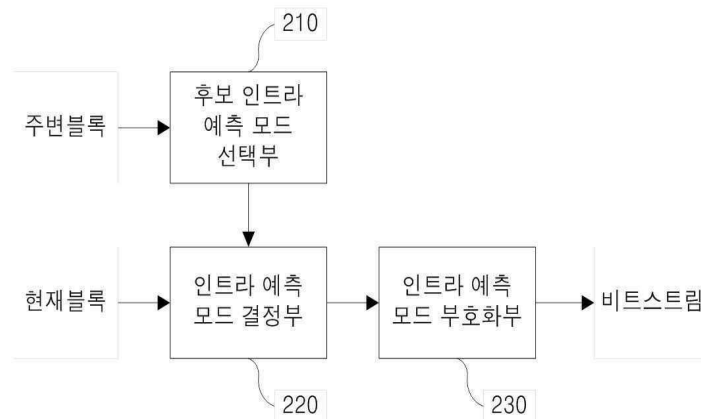 210
후보 인트라
예측 모드
선택부
주변블록
현재블록
인트라 예측
모드 결정부
인트라 예측
모드 부호화부
비트스트림
220
230